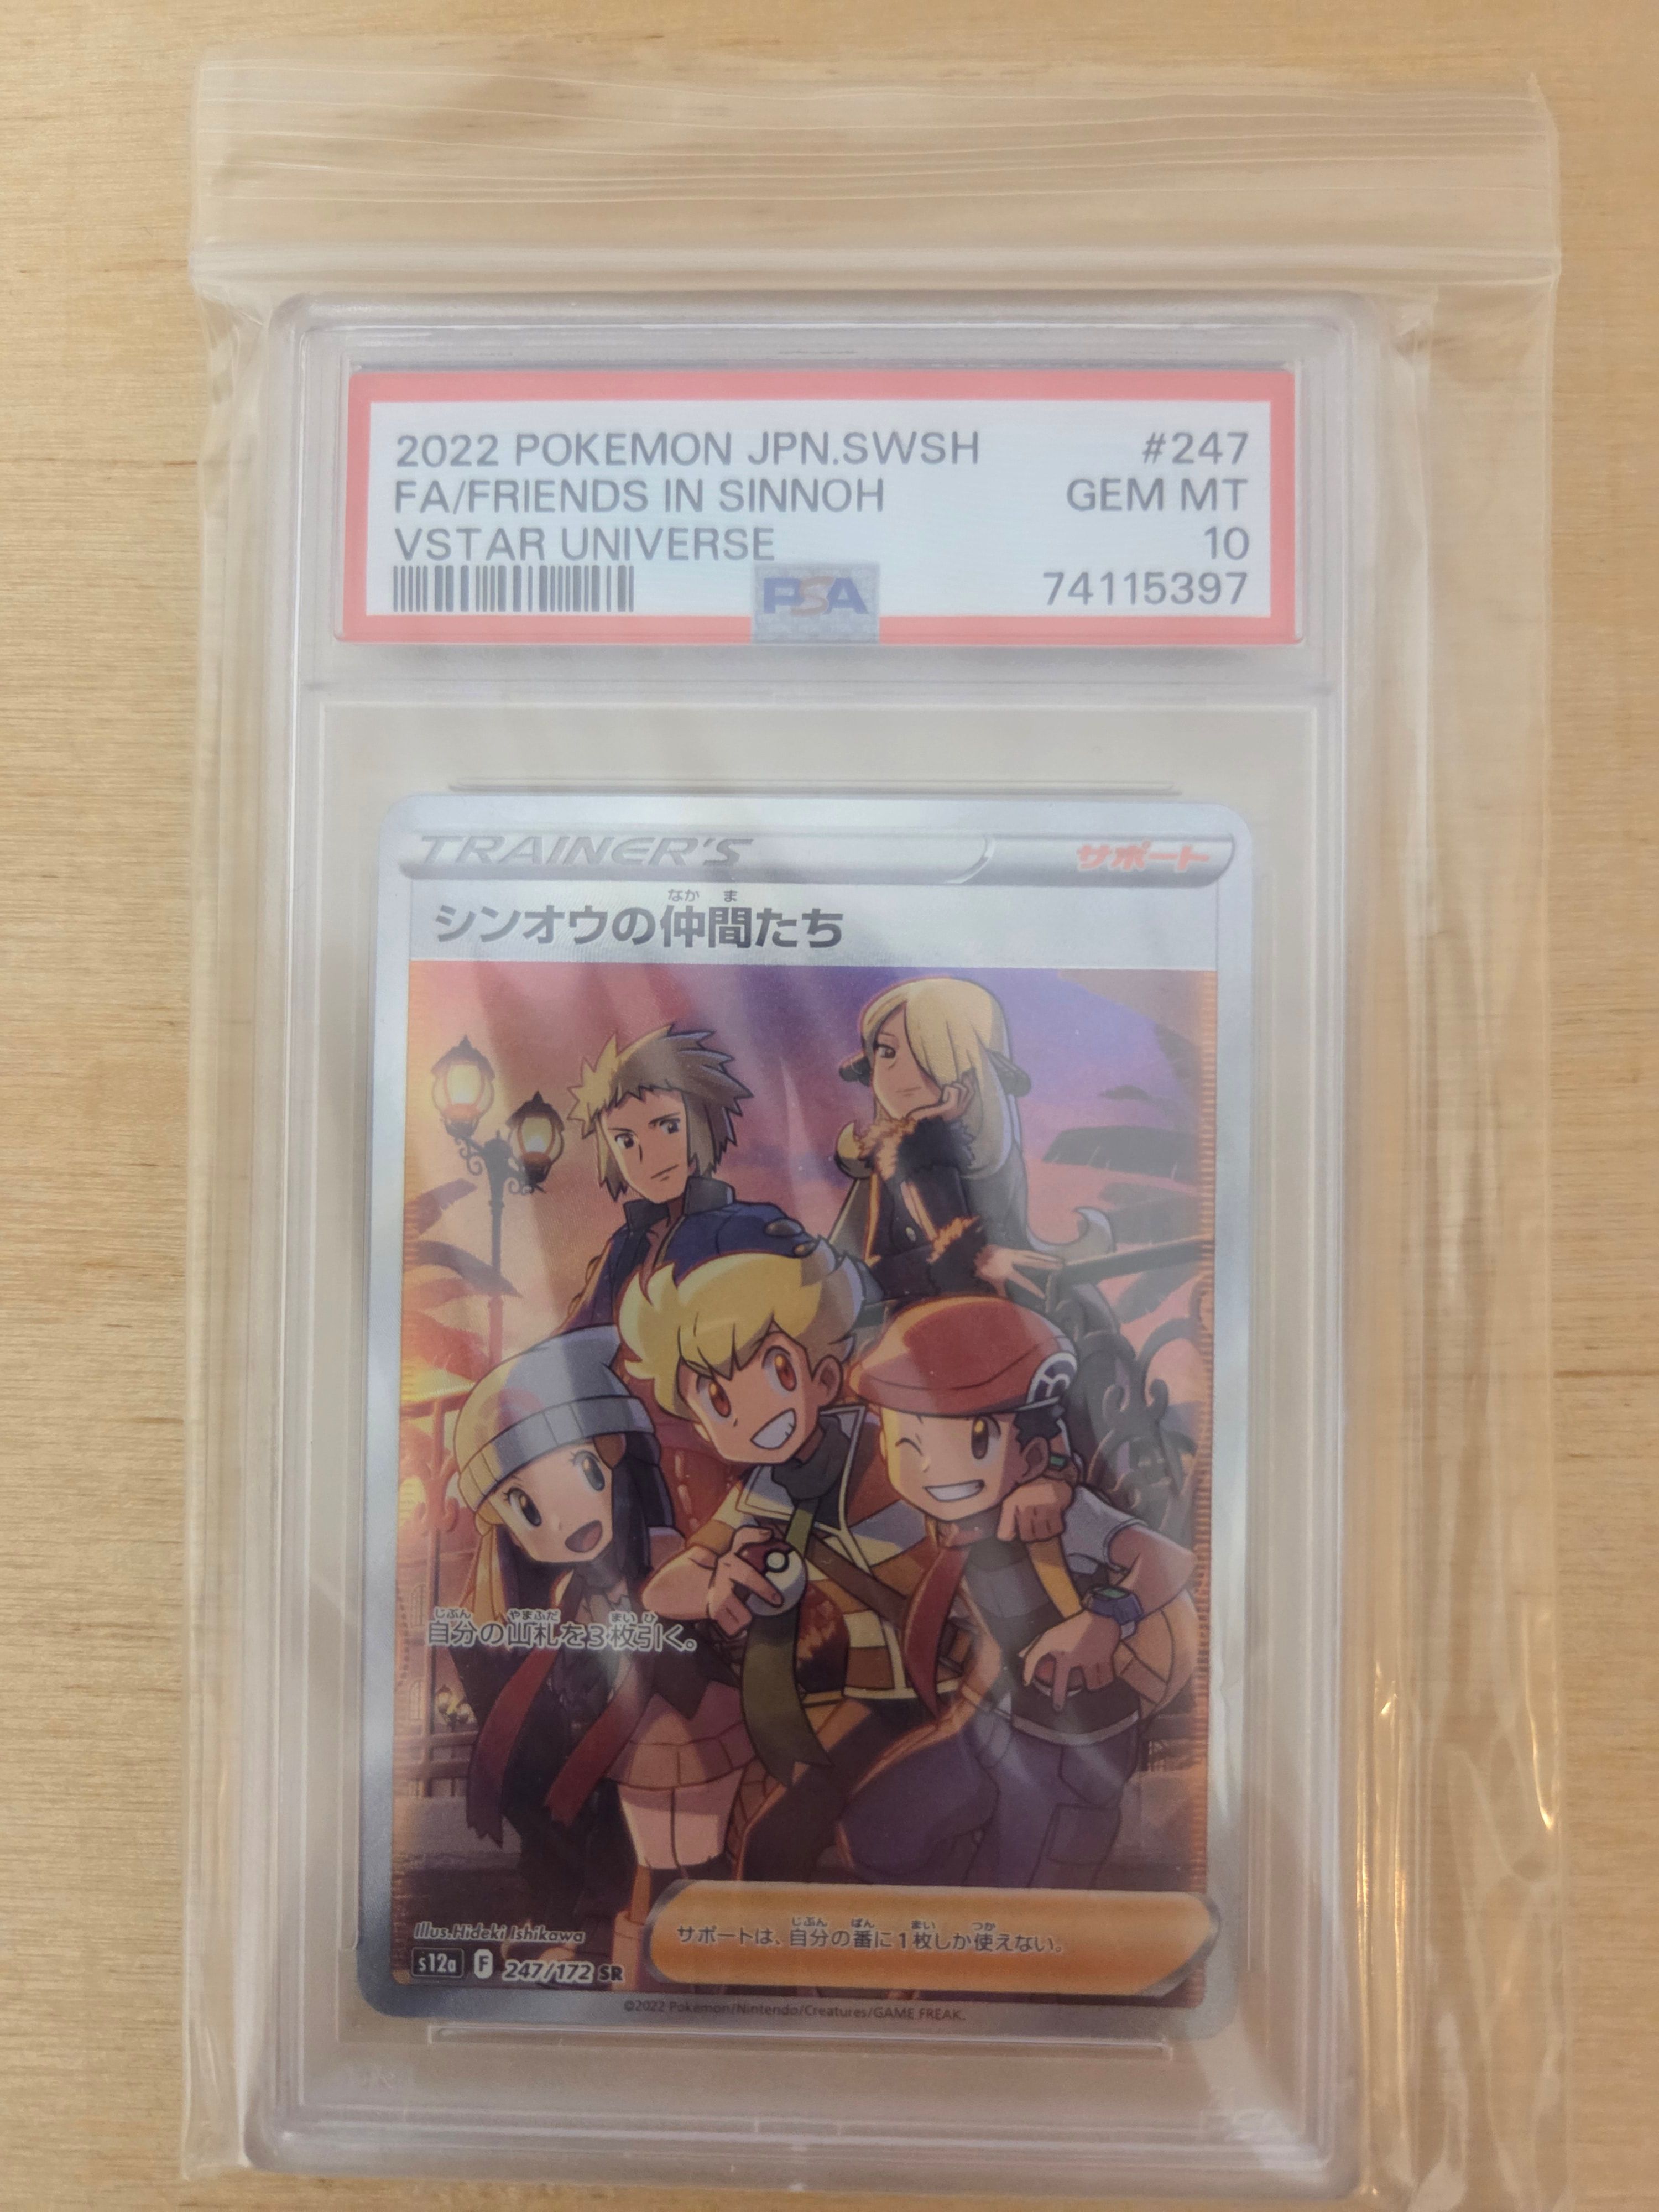 2022 POKEMON JPN.SWSH #247
FA/FRIENDS IN SINNOH GEM MT
VSTAR UNIVERSE 10
PSA 74115397
TRAINER'S サポート
なかま
シンオウの仲間たち
じぶん やまふだ まい ひ
自分の山札を3枚引く。
Illus.Hideki Ishikawa
じぶん ばん まい つか
サポートは、自分の番に1枚しか使えない。
s12a F 247/172 SR
©2022 Pokémon/Nintendo/Creatures/GAME FREAK.